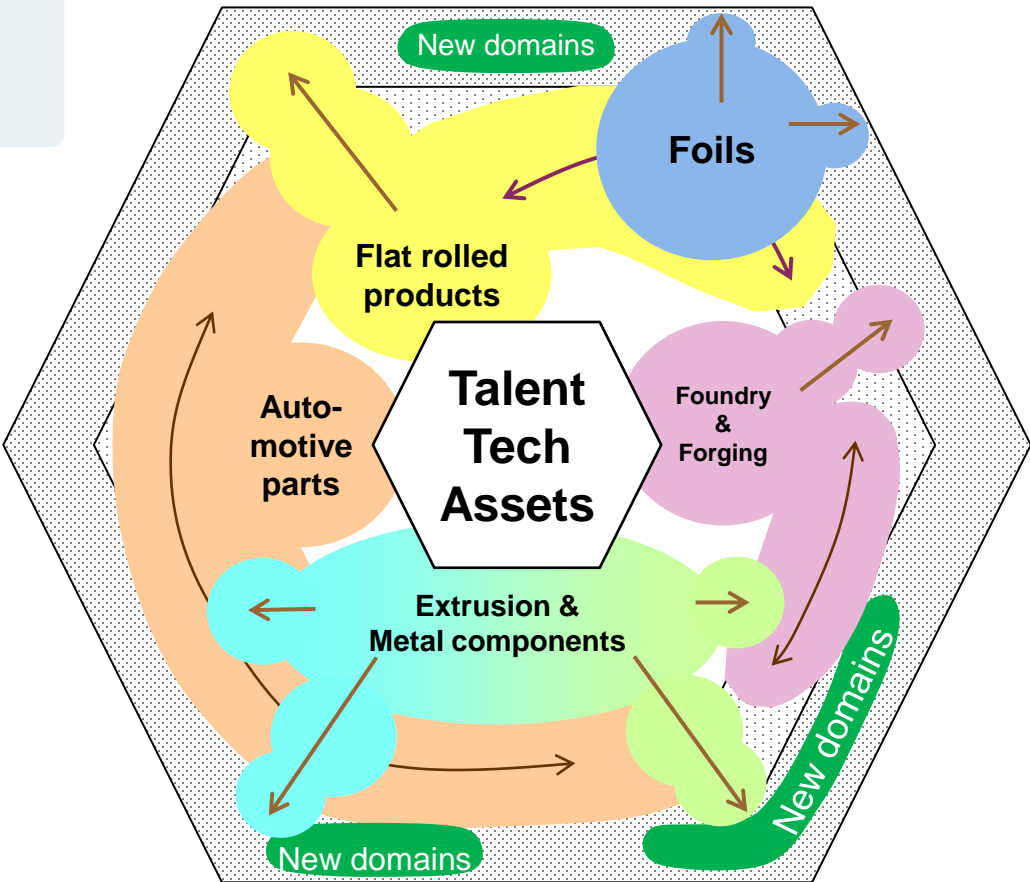 New domains
Foils
Flat rolled
products
Auto-
motive
parts
Talent
Tech
Assets
Foundry
&
Forging
Extrusion &
Metal components
New domains
New domains